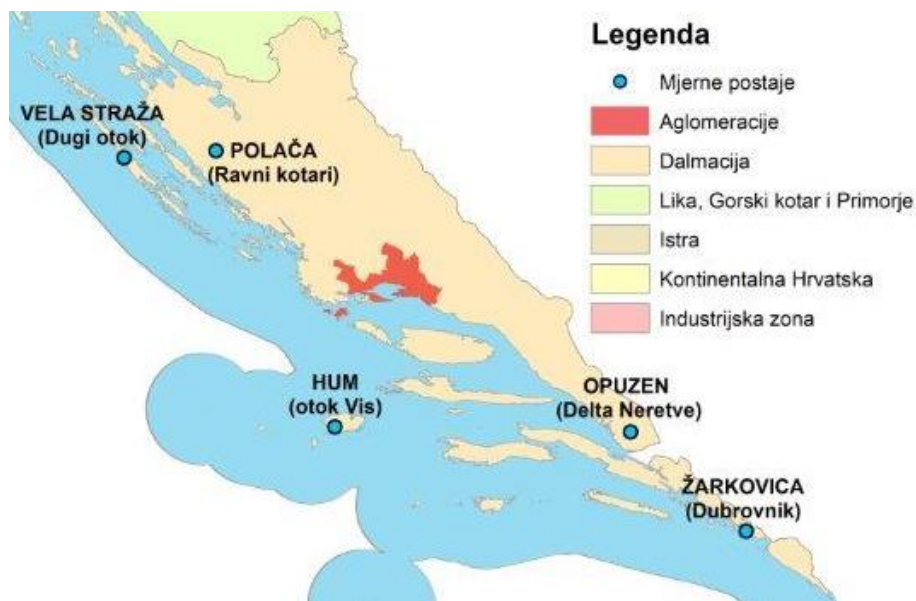 Legenda
Mjerne postaje
Aglomeracije
Dalmacija
Lika, Gorski kotar i Primorje
Istra
Kontinentalna Hrvatska
Industrijska zona
VELA STRAŽA
(Dugi otok)
POLAČA
(Ravni kotari)
HUM
(otok Vis)
OPUZEN
(Delta Neretve)
ŽARKOVICA
(Dubrovnik)